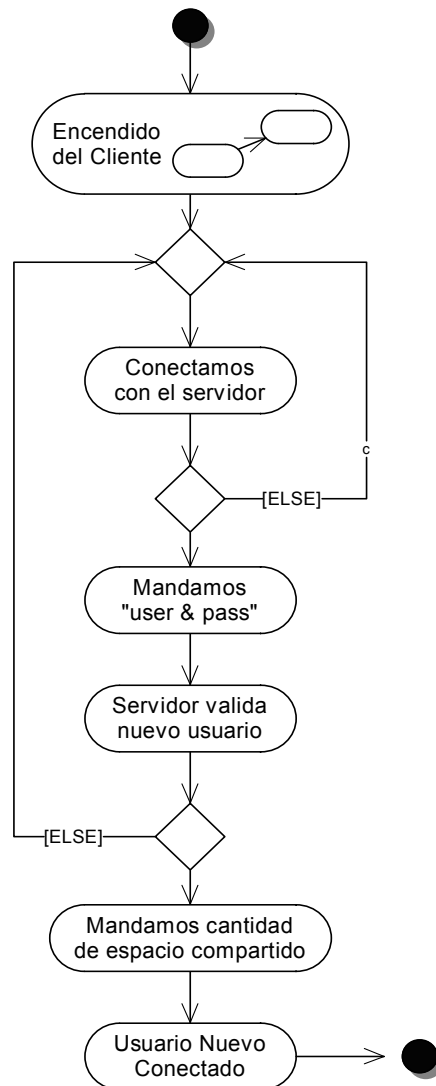 Encendido
del Cliente
Conectamos
con el servidor
c
[ELSE]
Mandamos
"user & pass"
Servidor valida
nuevo usuario
[ELSE]
Mandamos cantidad
de espacio compartido
Usuario Nuevo
Conectado